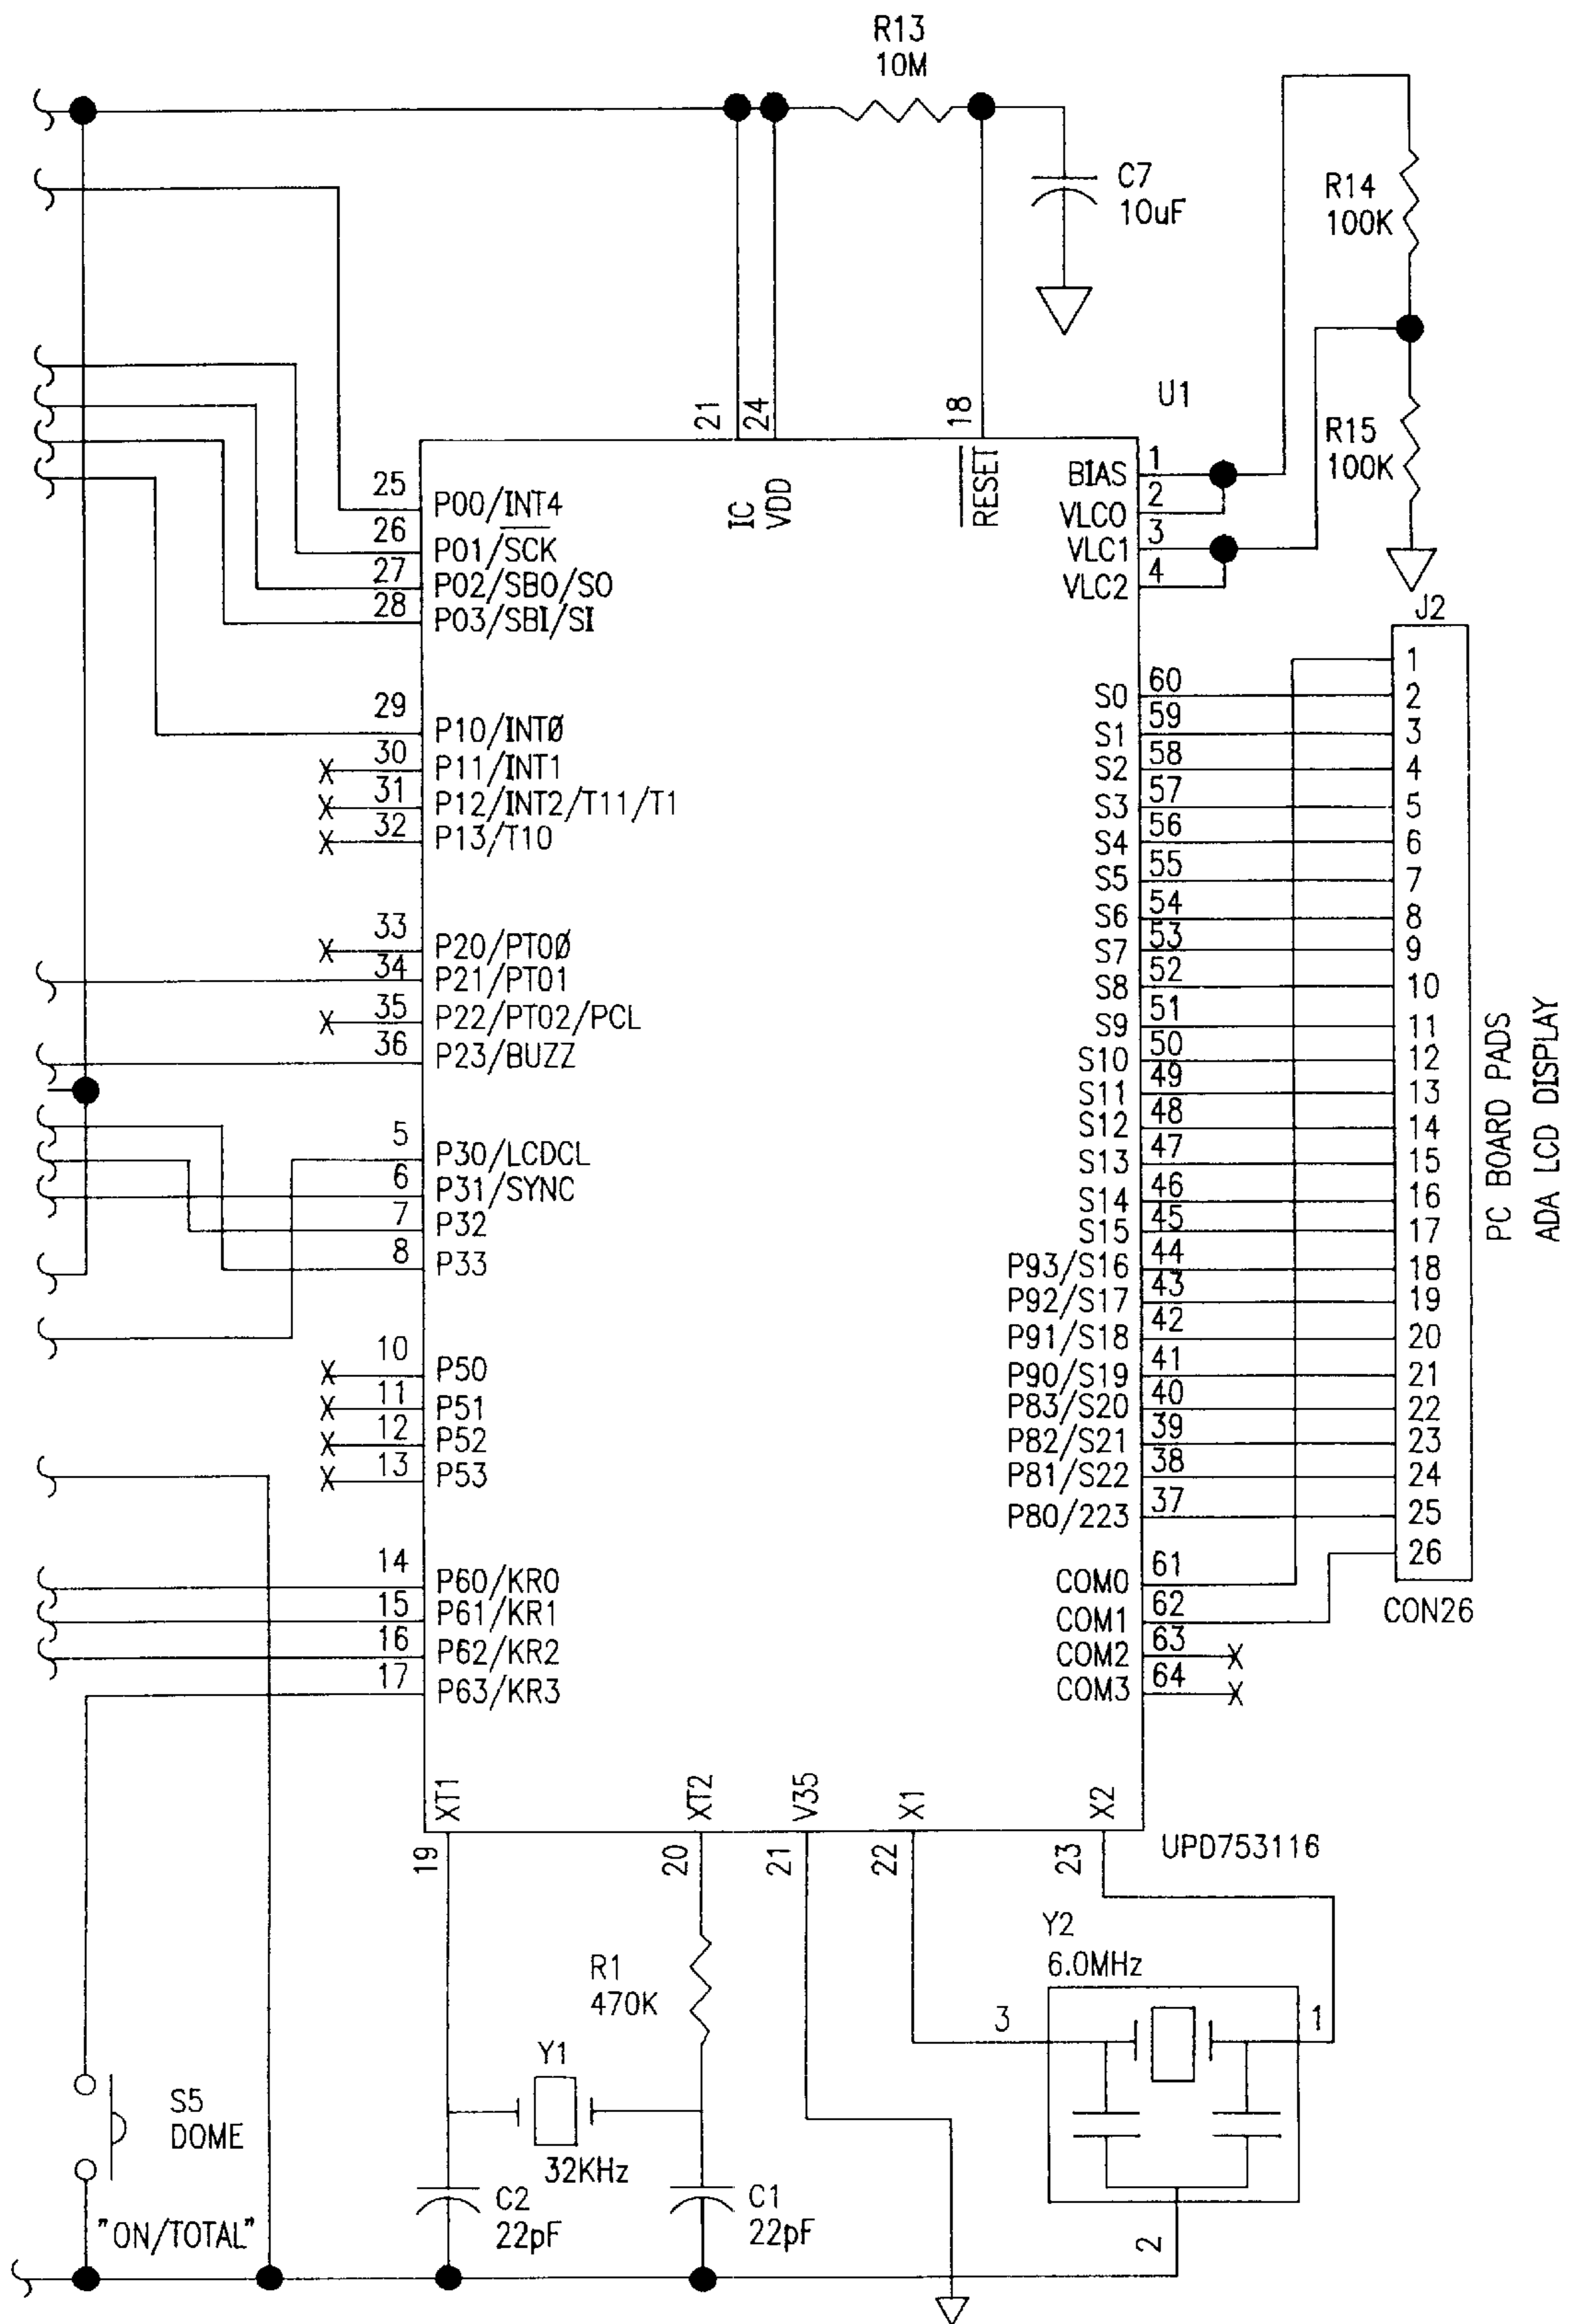 R13
10M
C7
10uF
R14
100K
R15
100K
U1
21
24
18
IC
VDD
RESET
25
P00/INT4
26
P01/SCK
27
P02/SB0/SO
28
P03/SBI/SI
29
P10/INTØ
30
P11/INT1
31
P12/INT2/T11/T1
32
P13/T10
33
P20/PT0Ø
34
P21/PT01
35
P22/PT02/PCL
36
P23/BUZZ
5
P30/LCDCL
6
P31/SYNC
7
P32
8
P33
10
P50
11
P51
12
P52
13
P53
14
P60/KR0
15
P61/KR1
16
P62/KR2
17
P63/KR3
BIAS 1
VLC0 2
VLC1 3
VLC2 4
J2
1
S0 60 2
S1 59 3
S2 58 4
S3 57 5
S4 56 6
S5 55 7
S6 54 8
S7 53 9
S8 52 10
S9 51 11
S10 50 12
S11 49 13
S12 48 14
S13 47 15
S14 46 16
S15 45 17
P93/S16 44 18
P92/S17 43 19
P91/S18 42 20
P90/S19 41 21
P83/S20 40 22
P82/S21 39 23
P81/S22 38 24
P80/223 37 25
26
COM0 61
COM1 62
COM2 63
COM3 64
CON26
PC BOARD PADS
ADA LCD DISPLAY
XT1
XT2
V35
X1
X2
19
20
21
22
23
UPD753116
R1
470K
Y1
32KHz
Y2
6.0MHz
3
1
2
S5
DOME
"ON/TOTAL"
C2
22pF
C1
22pF